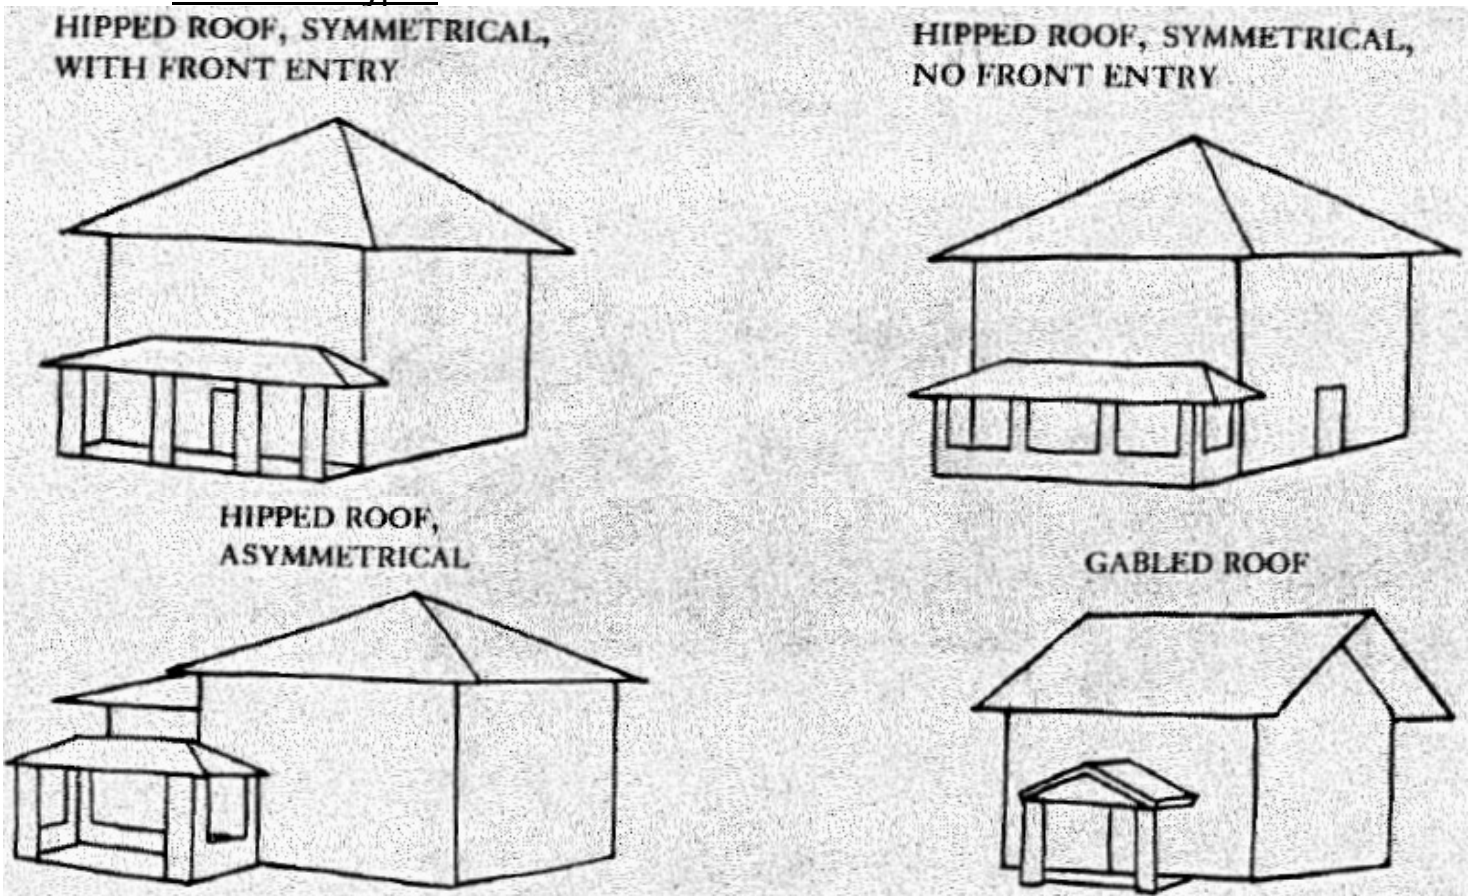 HIPPED ROOF, SYMMETRICAL,
WITH FRONT ENTRY
HIPPED ROOF, SYMMETRICAL,
NO FRONT ENTRY
HIPPED ROOF,
ASYMMETRICAL
GABLED ROOF